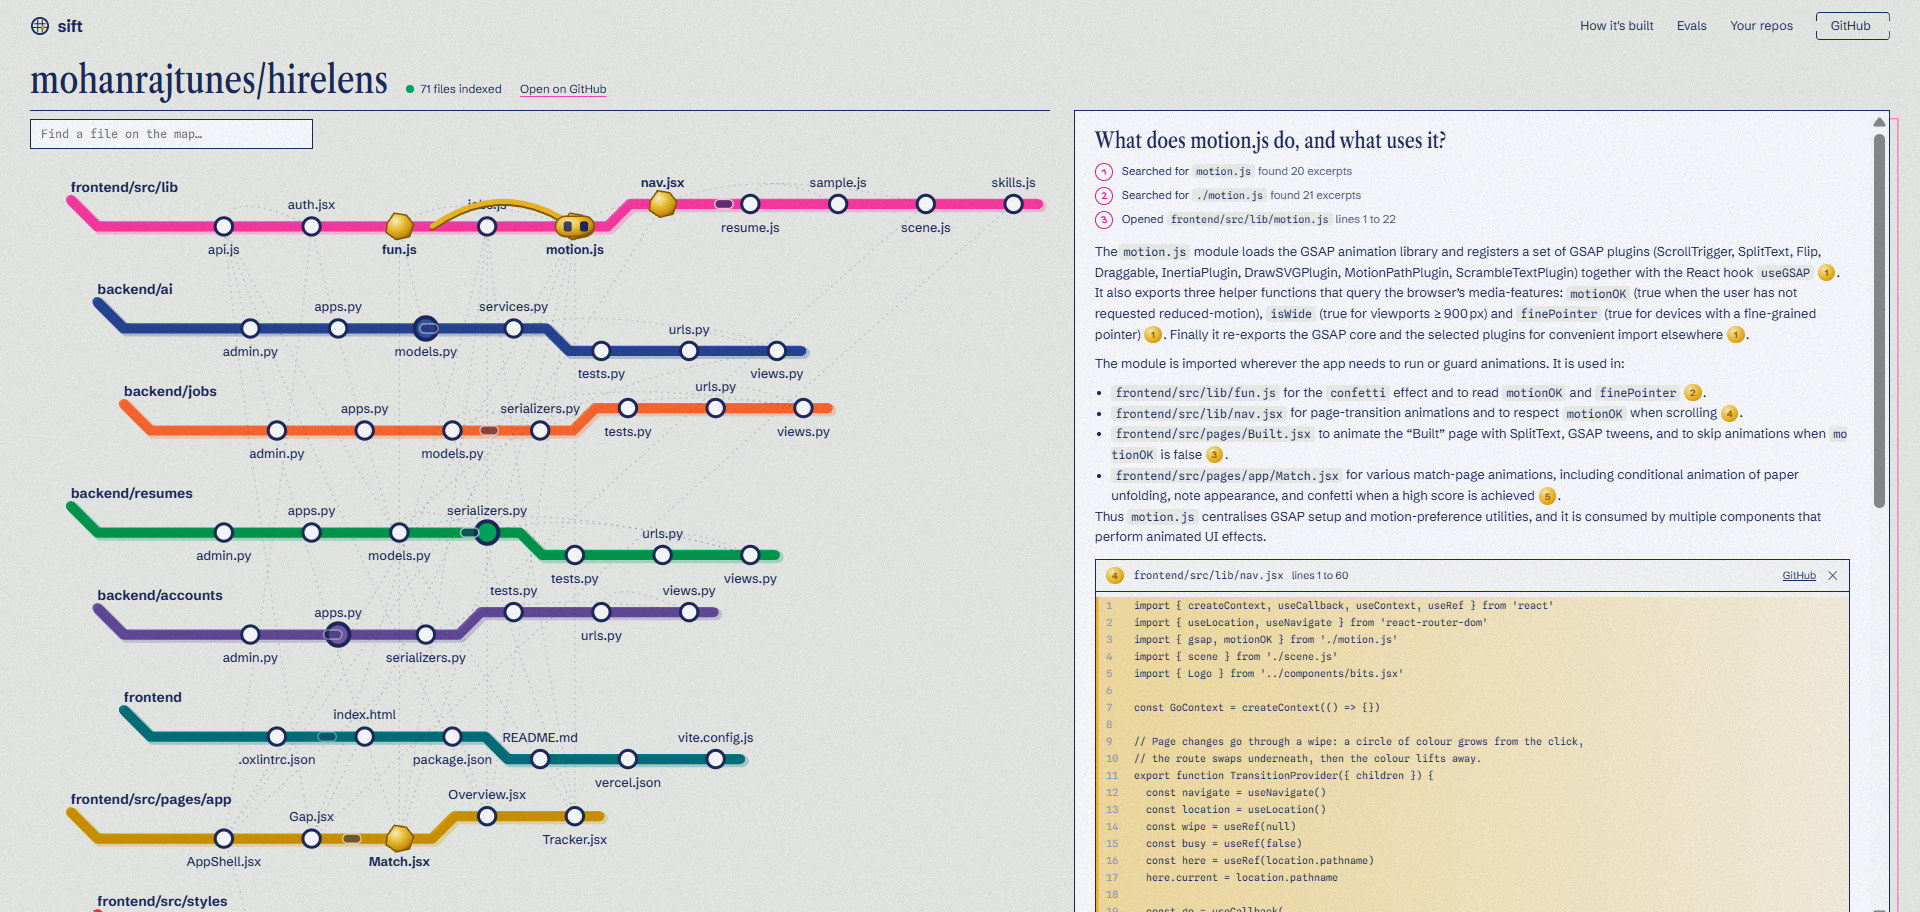 sift
How it's built
Evals
Your repos
GitHub
mohanrajtunes/hirelens
71 files indexed
Open on GitHub
Find a file on the map…
frontend/src/lib
api.js
auth.jsx
fun.js
motion.js
nav.jsx
resume.js
sample.js
scene.js
skills.js
backend/ai
admin.py
apps.py
models.py
services.py
tests.py
urls.py
views.py
backend/jobs
admin.py
apps.py
models.py
serializers.py
tests.py
urls.py
views.py
backend/resumes
admin.py
apps.py
models.py
serializers.py
tests.py
urls.py
views.py
backend/accounts
admin.py
apps.py
serializers.py
tests.py
urls.py
views.py
frontend
.oxlintrc.json
index.html
package.json
README.md
vercel.json
vite.config.js
frontend/src/pages/app
AppShell.jsx
Gap.jsx
Match.jsx
Overview.jsx
Tracker.jsx
frontend/src/styles
What does motion.js do, and what uses it?
1 Searched for motion.js found 20 excerpts
2 Searched for ./motion.js found 21 excerpts
3 Opened frontend/src/lib/motion.js lines 1 to 22
The motion.js module loads the GSAP animation library and registers a set of GSAP plugins (ScrollTrigger, SplitText, Flip,
Draggable, InertiaPlugin, DrawSVGPlugin, MotionPathPlugin, ScrambleTextPlugin) together with the React hook useGSAP 1.
It also exports three helper functions that query the browser's media-features: motionOK (true when the user has not
requested reduced-motion), isWide (true for viewports ≥ 900 px) and finePointer (true for devices with a fine-grained
pointer) 1. Finally it re-exports the GSAP core and the selected plugins for convenient import elsewhere 1.
The module is imported wherever the app needs to run or guard animations. It is used in:
• frontend/src/lib/fun.js for the confetti effect and to read motionOK and finePointer 2.
• frontend/src/lib/nav.jsx for page-transition animations and to respect motionOK when scrolling 4.
• frontend/src/pages/Built.jsx to animate the “Built” page with SplitText, GSAP tweens, and to skip animations when mo
tionOK is false 3.
• frontend/src/pages/app/Match.jsx for various match-page animations, including conditional animation of paper
unfolding, note appearance, and confetti when a high score is achieved 5.
Thus motion.js centralises GSAP setup and motion-preference utilities, and it is consumed by multiple components that
perform animated UI effects.
4 frontend/src/lib/nav.jsx lines 1 to 60
GitHub
1 import { createContext, useCallback, useContext, useRef } from 'react'
2 import { useLocation, useNavigate } from 'react-router-dom'
3 import { gsap, motionOK } from './motion.js'
4 import { scene } from './scene.js'
5 import { Logo } from '../components/bits.jsx'
6
7 const GoContext = createContext(() => {})
8
9 // Page changes go through a wipe: a circle of colour grows from the click,
10 // the route swaps underneath, then the colour lifts away.
11 export function TransitionProvider({ children }) {
12 const navigate = useNavigate()
13 const location = useLocation()
14 const wipe = useRef(null)
15 const busy = useRef(false)
16 const here = useRef(location.pathname)
17 here.current = location.pathname
18
19 const go = useCallback(